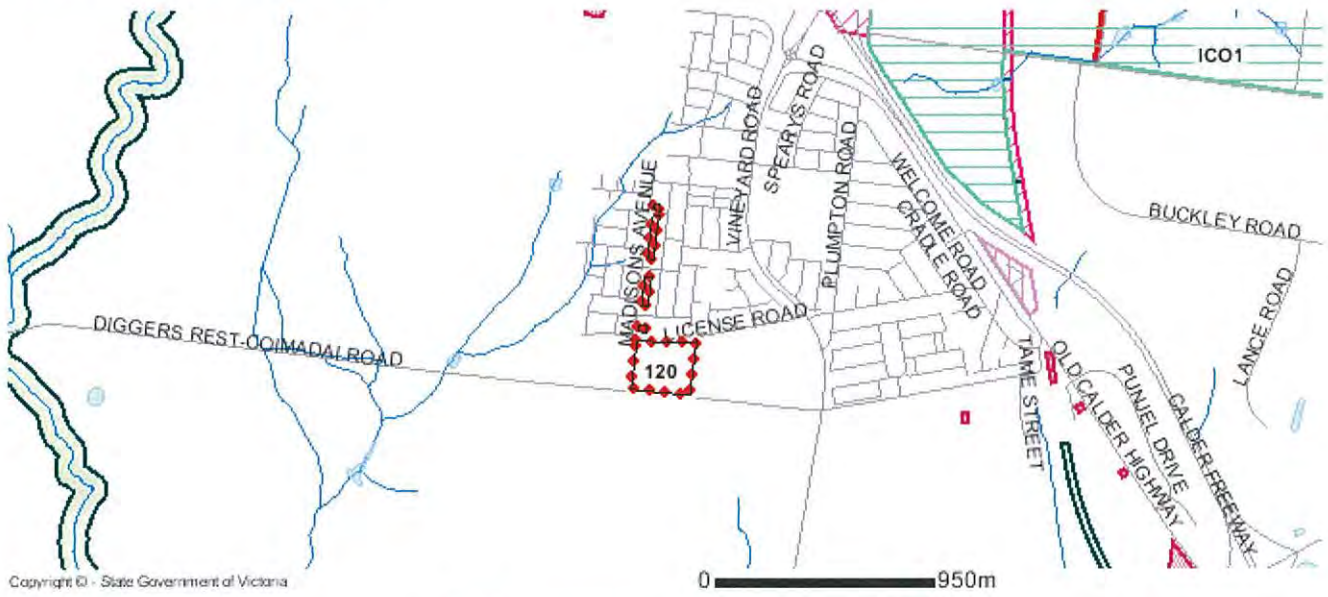 ICO1
SPEARYS ROAD
VINEYARD ROAD
PLUMPTON ROAD
WELCOME ROAD
CRADLE ROAD
MADISONS AVENUE
BUCKLEY ROAD
LANCE ROAD
DIGGERS REST-COIMADAI ROAD
LICENSE ROAD
120
TAME STREET
OLD CALDER HIGHWAY
PUNJEL DRIVE
CALDER FREEWAY
Copyright © - State Government of Victoria
0 950m